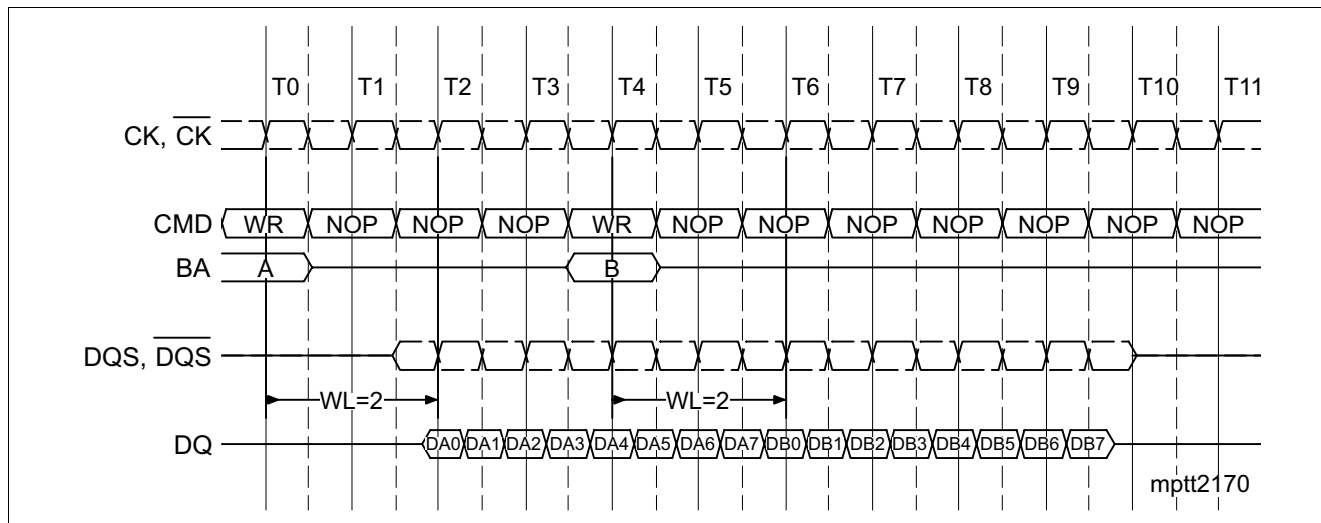 T0 T1 T2 T3 T4 T5 T6 T7 T8 T9 T10 T11
CK, CK
CMD WR NOP NOP NOP WR NOP NOP NOP NOP NOP NOP NOP
BA A B
DQS, DQS
WL=2 WL=2
DQ DA0 DA1 DA2 DA3 DA4 DA5 DA6 DA7 DB0 DB1 DB2 DB3 DB4 DB5 DB6 DB7
mptt2170